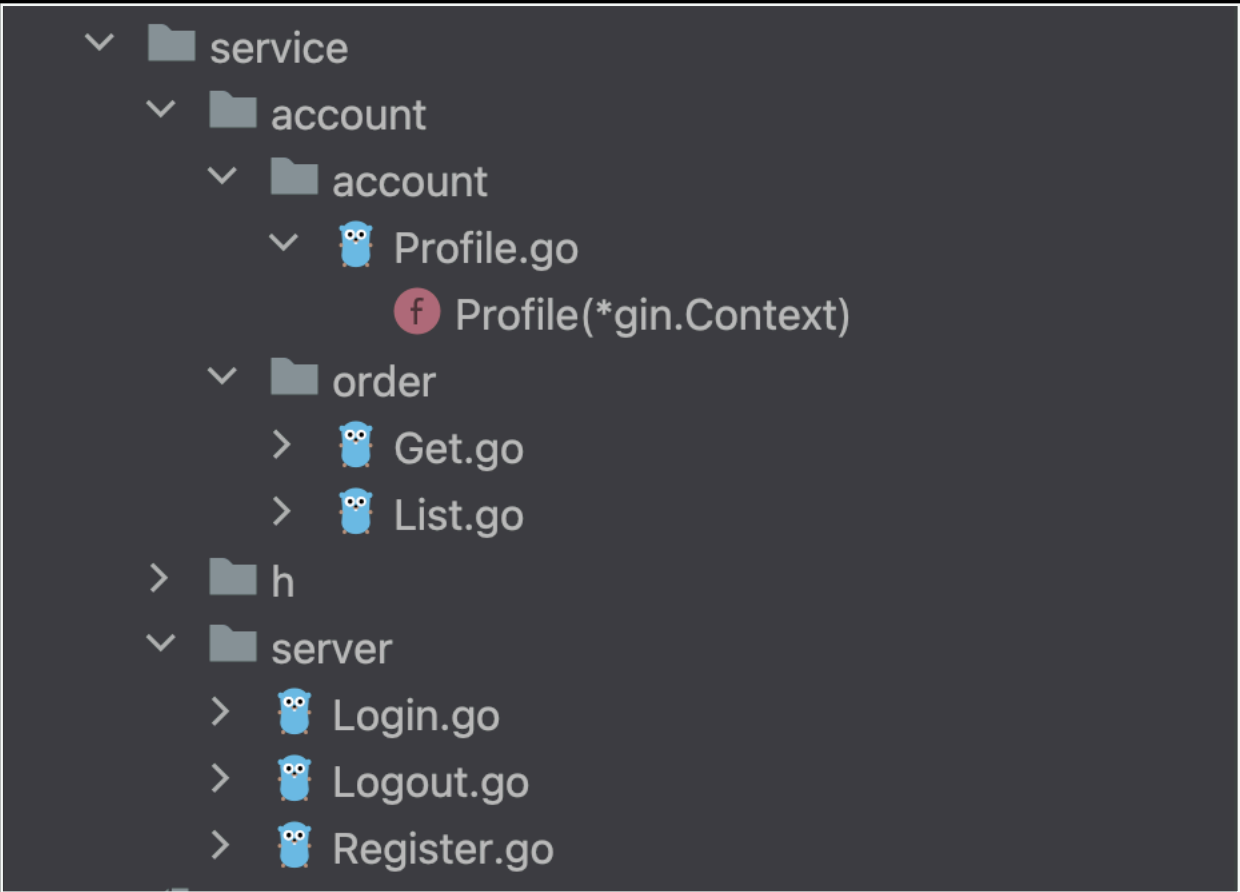 service
account
account
Profile.go
f Profile(*gin.Context)
order
Get.go
List.go
h
server
Login.go
Logout.go
Register.go